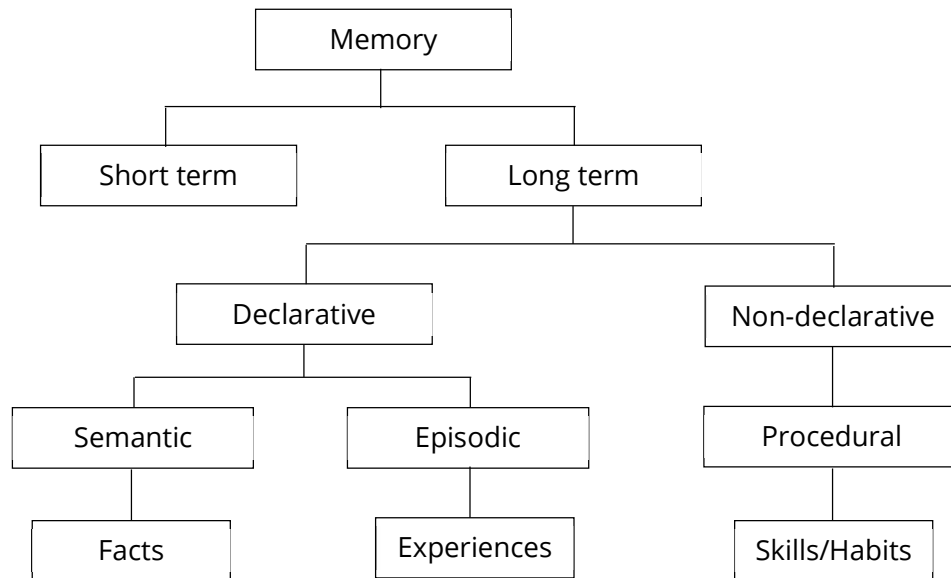 Memory
Short term
Long term
Declarative
Non-declarative
Semantic
Episodic
Procedural
Facts
Experiences
Skills/Habits